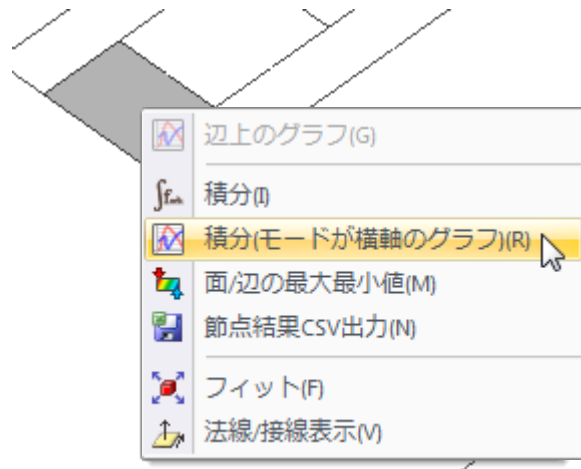 辺上のグラフ(G)
積分(I)
積分(モードが横軸のグラフ)(R)
面/辺の最大最小値(M)
節点結果CSV出力(N)
フィット(F)
法線/接線表示(V)